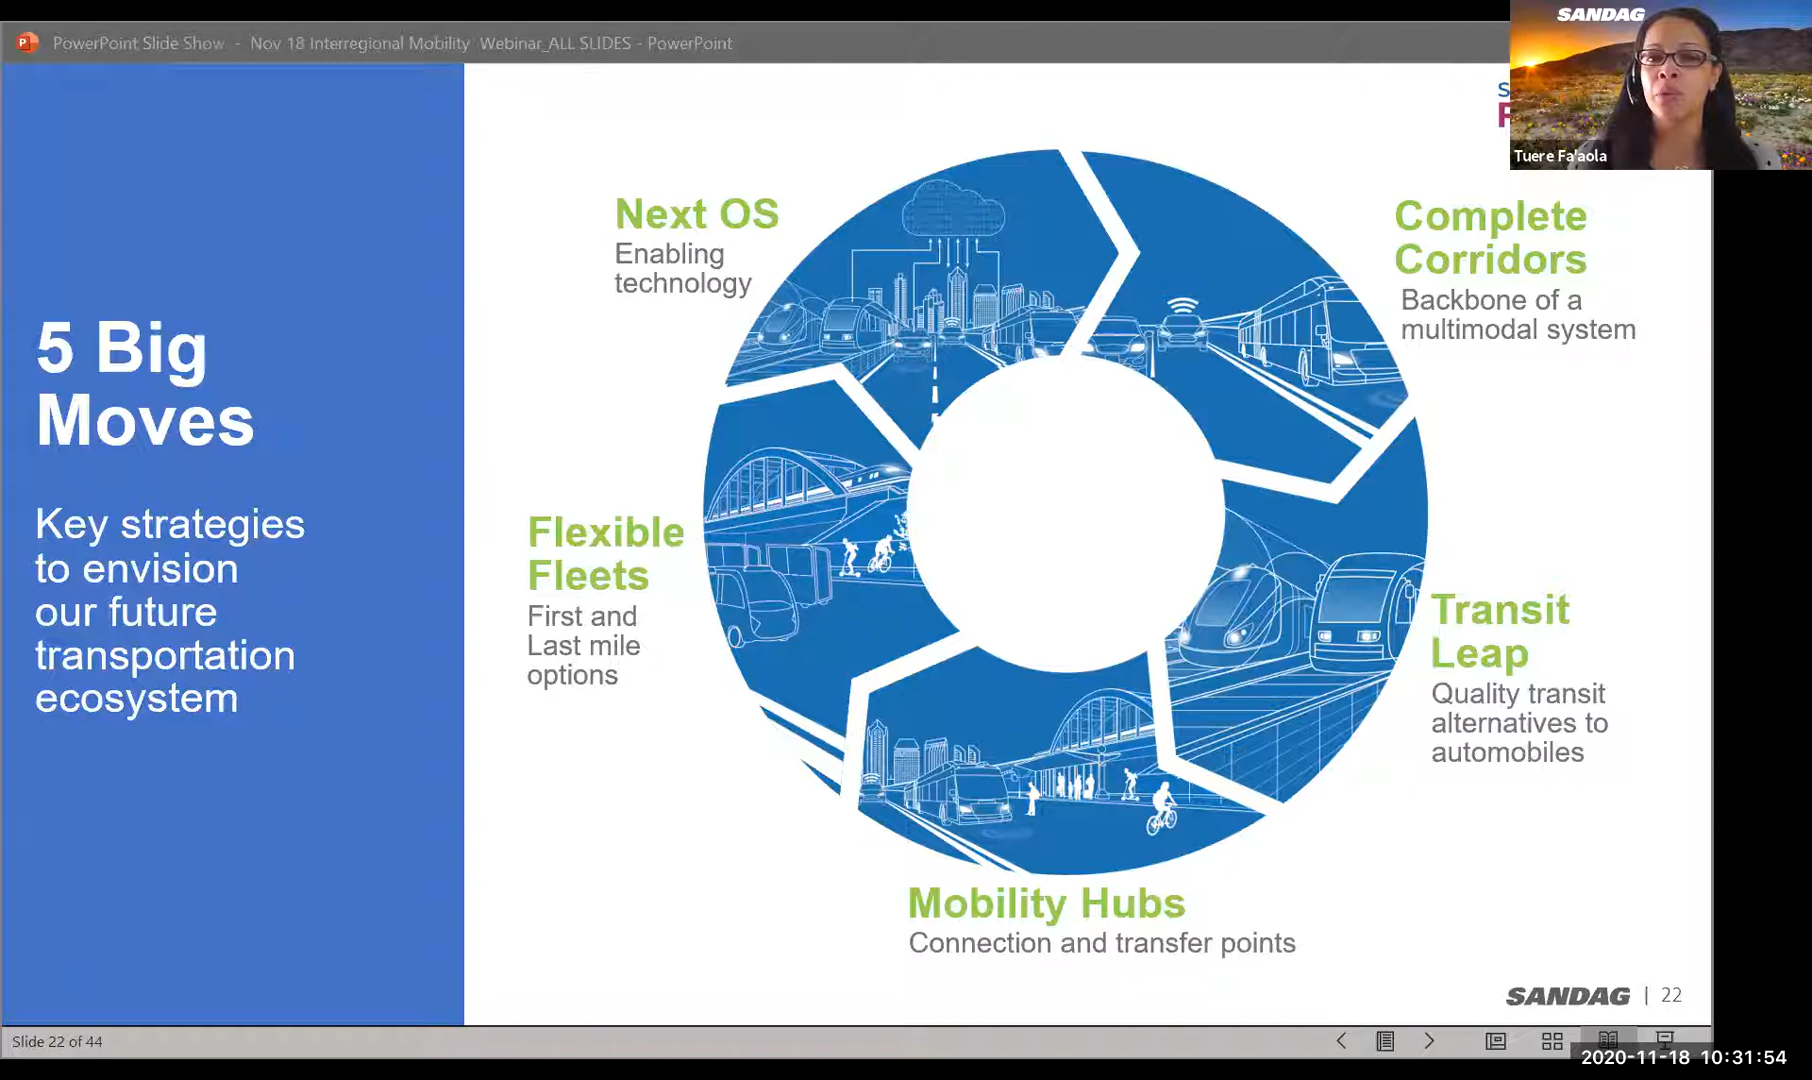 PowerPoint Slide Show - Nov 18 Interregional Mobility Webinar_ALL SLIDES - PowerPoint
SANDAG
Tuere Fa'aola
5 Big
Moves
Key strategies
to envision
our future
transportation
ecosystem
Next OS
Enabling
technology
Complete
Corridors
Backbone of a
multimodal system
Flexible
Fleets
First and
Last mile
options
Transit
Leap
Quality transit
alternatives to
automobiles
Mobility Hubs
Connection and transfer points
SANDAG | 22
Slide 22 of 44
2020-11-18 10:31:54